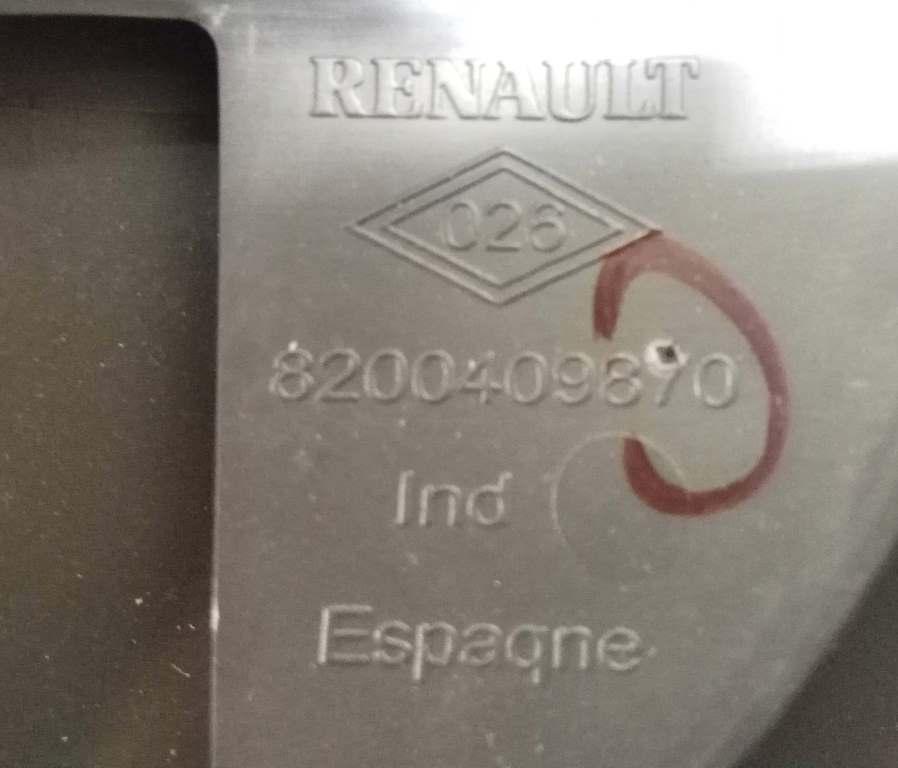 RENAULT
026
8200409870
Ind
Espagne